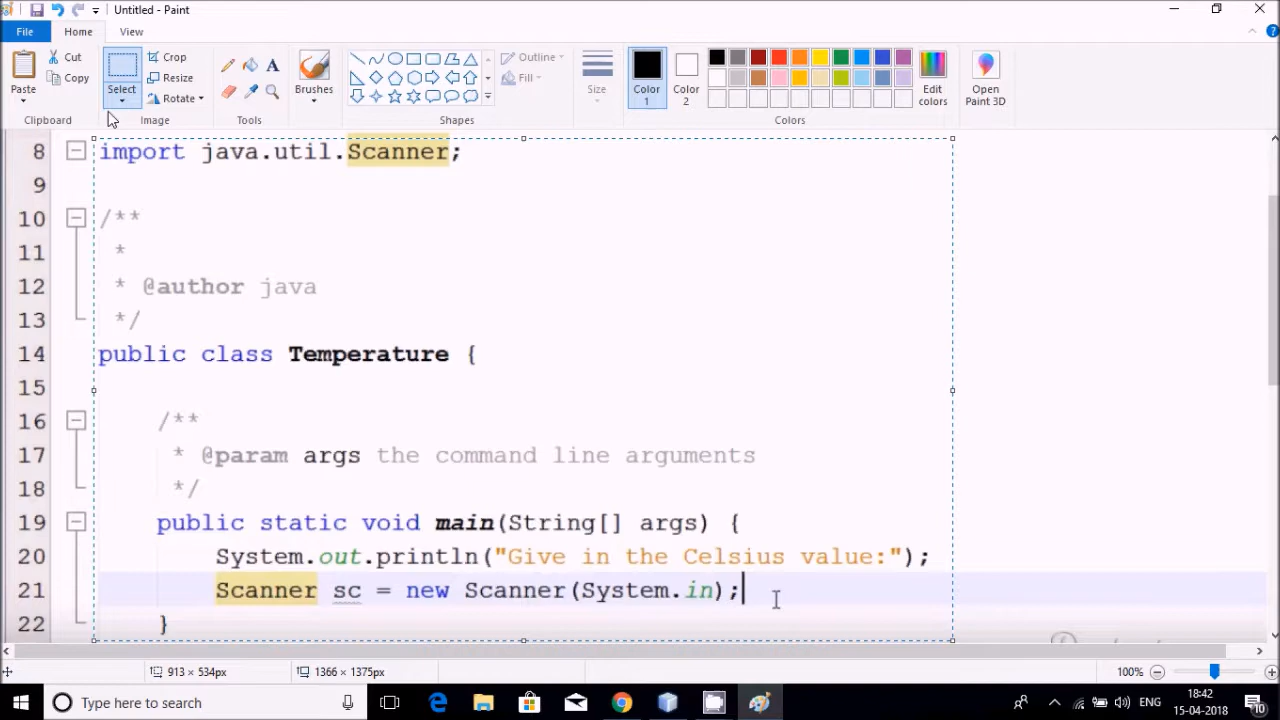 Untitled - Paint
File Home View
Paste
Cut
Copy
Clipboard
Select
Crop
Resize
Rotate
Image
Tools
Brushes
Shapes
Outline
Fill
Size
Color 1
Color 2
Colors
Edit colors
Open Paint 3D
8 import java.util.Scanner;
9
10 /**
11 *
12 * @author java
13 */
14 public class Temperature {
15
16 /**
17 * @param args the command line arguments
18 */
19 public static void main(String[] args) {
20 System.out.println("Give in the Celsius value:");
21 Scanner sc = new Scanner(System.in);
22 }
913 × 534px 1366 × 1375px 100%
Type here to search
ENG
18:42
15-04-2018
10